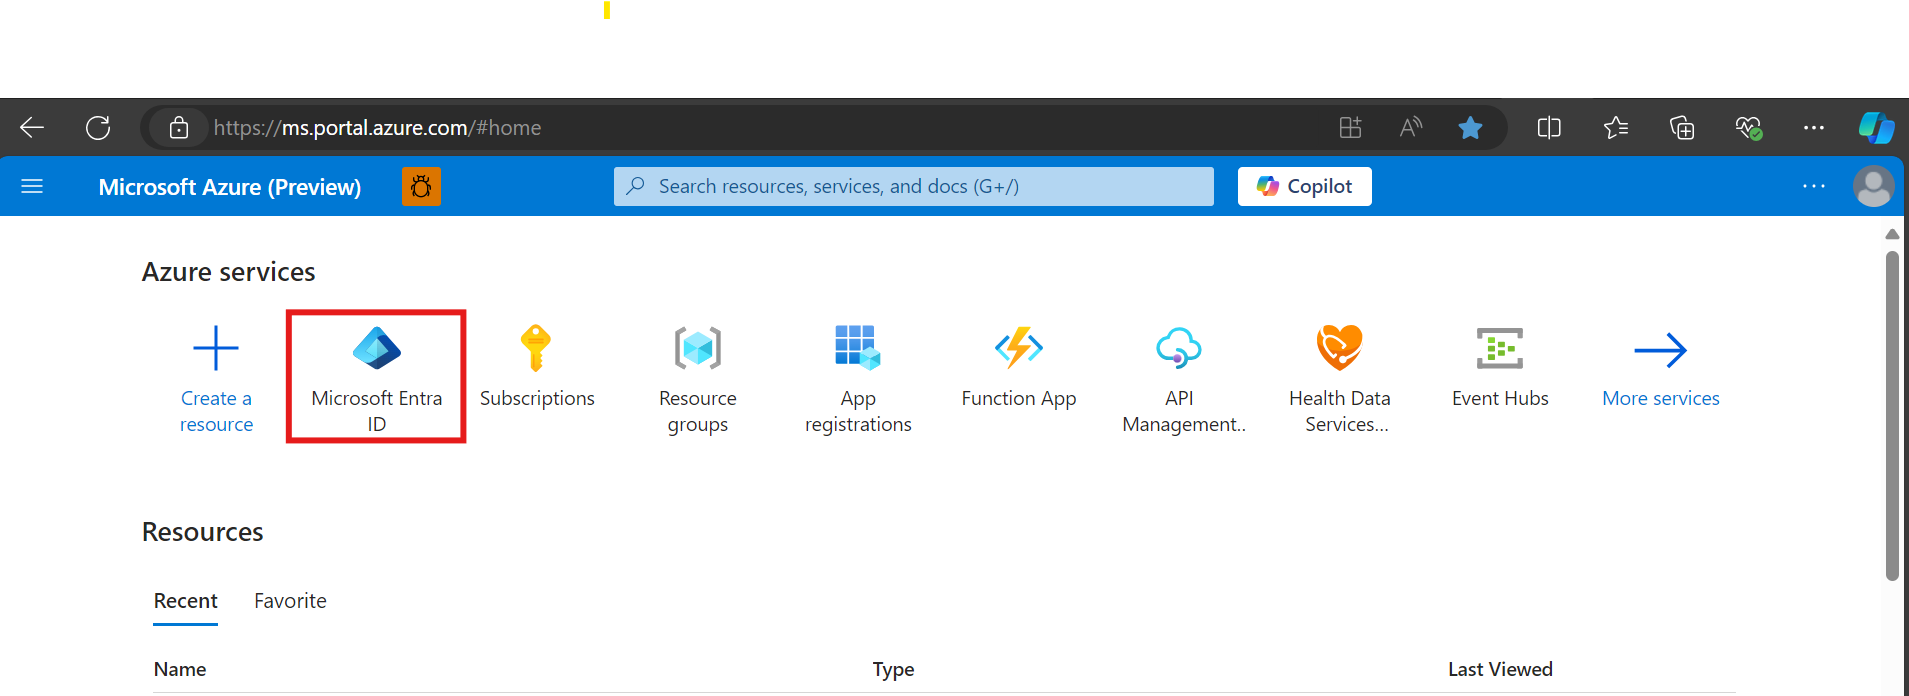 https://ms.portal.azure.com/#home
Microsoft Azure (Preview)
Search resources, services, and docs (G+/)
Copilot
Azure services
Create a
resource
Microsoft Entra
ID
Subscriptions
Resource
groups
App
registrations
Function App
API
Management..
Health Data
Services...
Event Hubs
More services
Resources
Recent
Favorite
Name
Type
Last Viewed